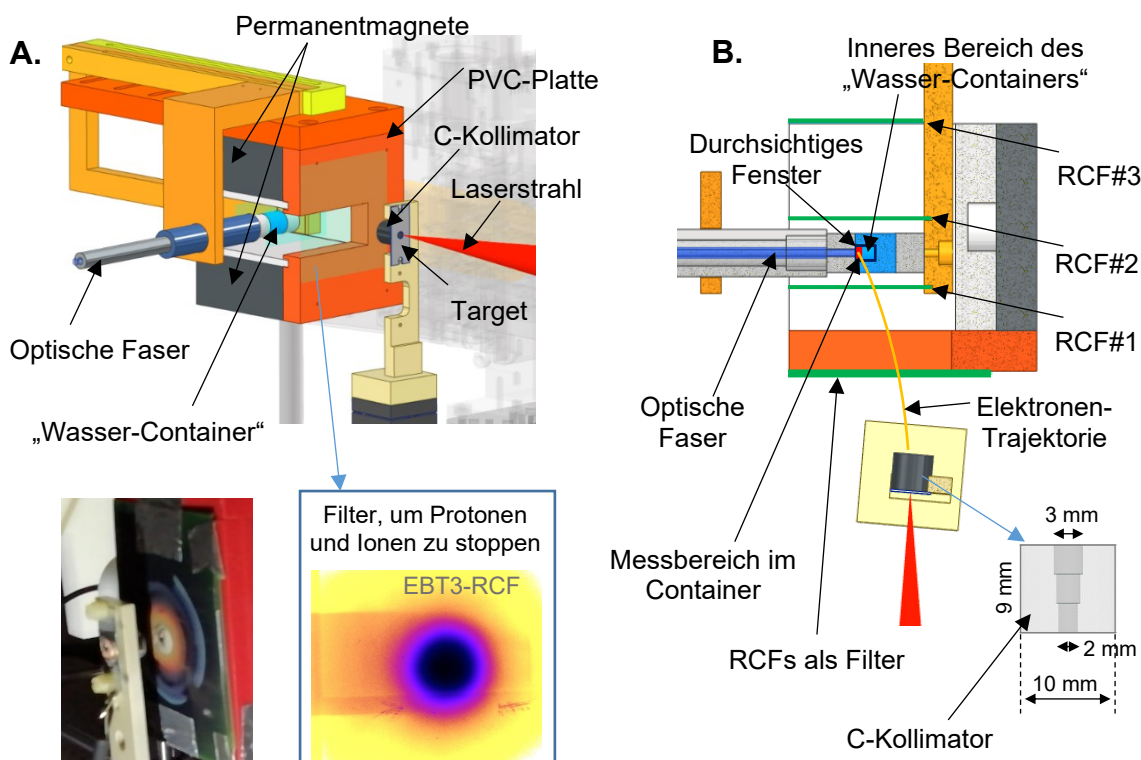 A.
Permanentmagnete
PVC-Platte
C-Kollimator
Laserstrahl
Target
Optische Faser
„Wasser-Container“
Filter, um Protonen
und Ionen zu stoppen
EBT3-RCF
B.
Inneres Bereich des
„Wasser-Containers“
Durchsichtiges
Fenster
RCF#3
RCF#2
RCF#1
Optische
Faser
Elektronen-
Trajektorie
Messbereich im
Container
RCFs als Filter
3 mm
9 mm
2 mm
10 mm
C-Kollimator